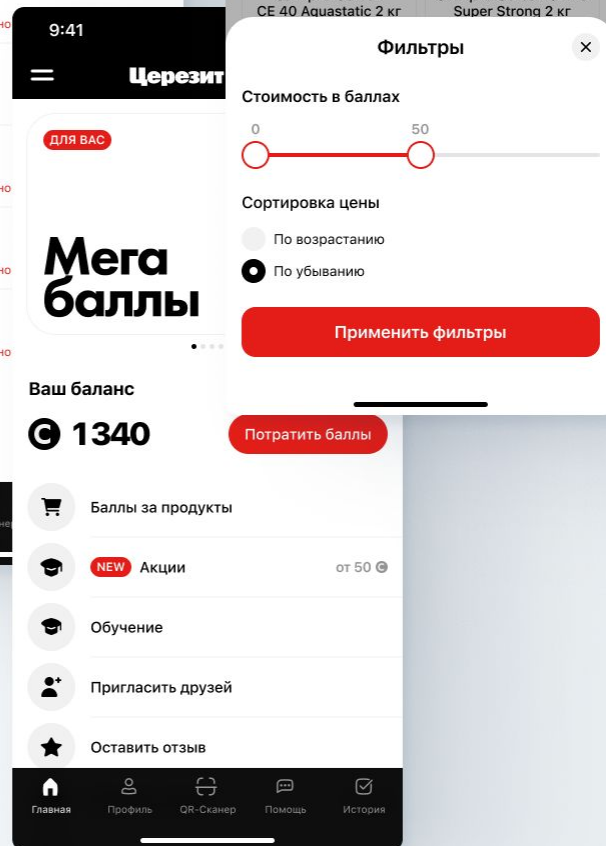 CE 40 Aquastatic 2 кг
Super Strong 2 кг
9:41
Церезит
ДЛЯ ВАС
Мега
баллы
Фильтры
Стоимость в баллах
0
50
Сортировка цены
По возрастанию
По убыванию
Применить фильтры
Ваш баланс
1340
Потратить баллы
Баллы за продукты
NEW Акции
от 50
Обучение
Пригласить друзей
Оставить отзыв
Главная
Профиль
QR-Сканер
Помощь
История